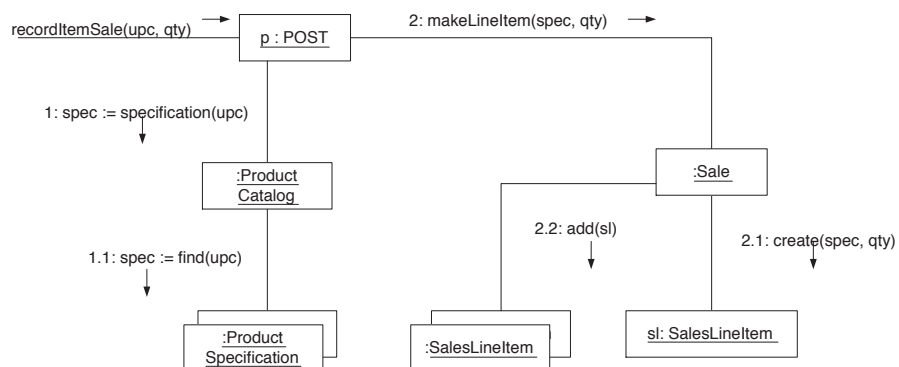 recordItemSale(upc, qty)
2: makeLineItem(spec, qty)
p : POST
1: spec := specification(upc)
:Product
Catalog
:Sale
2.2: add(sl)
2.1: create(spec, qty)
1.1: spec := find(upc)
:Product
Specification
:SalesLineItem
sl: SalesLineItem